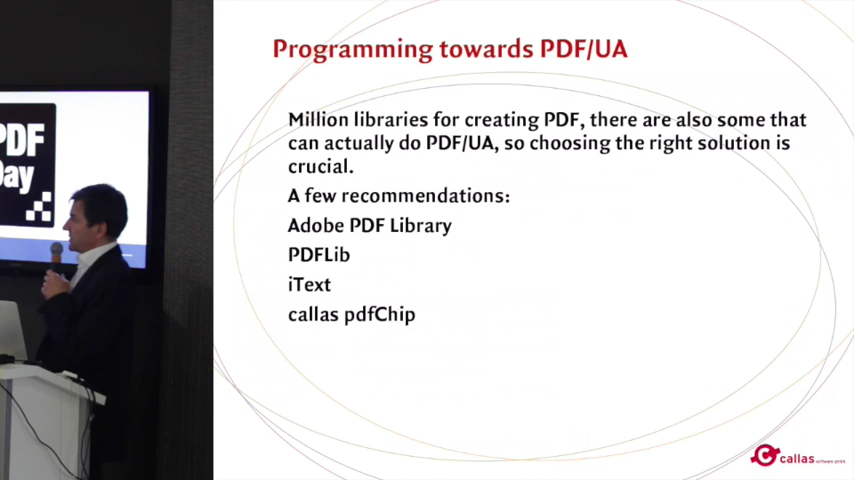 Programming towards PDF/UA
Million libraries for creating PDF, there are also some that
can actually do PDF/UA, so choosing the right solution is
crucial.
A few recommendations:
Adobe PDF Library
PDFLib
iText
callas pdfChip
PDF
Day
callas software gmbh